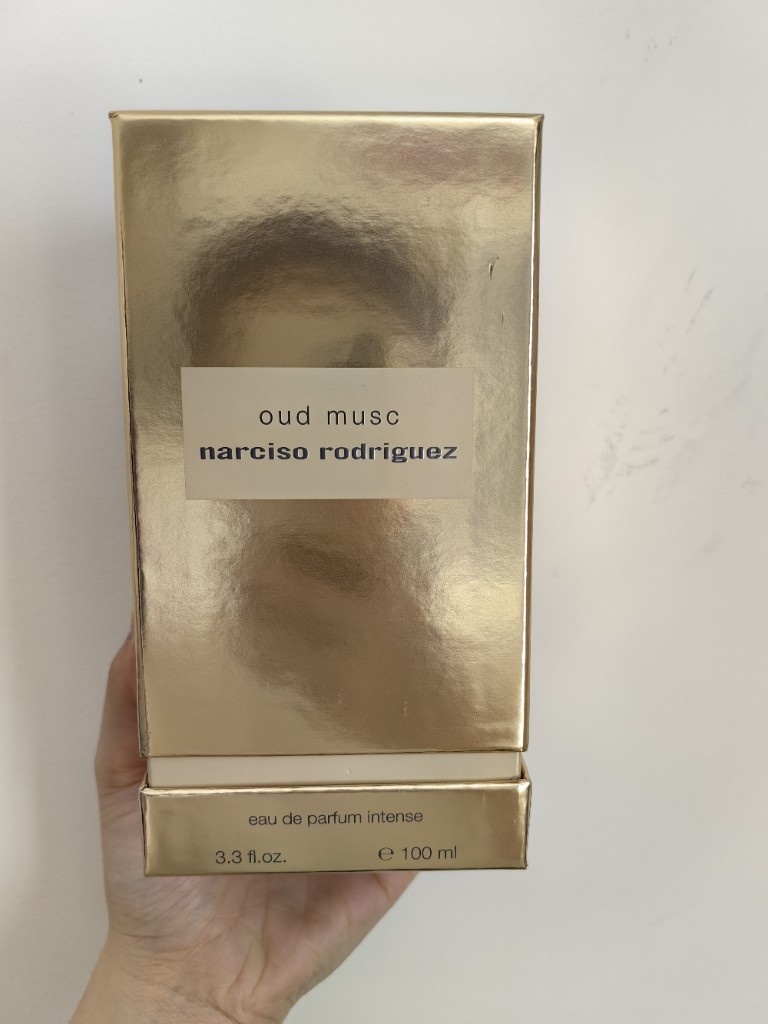 oud musc
narciso rodriguez
eau de parfum intense
3.3 fl.oz. ℮ 100 ml